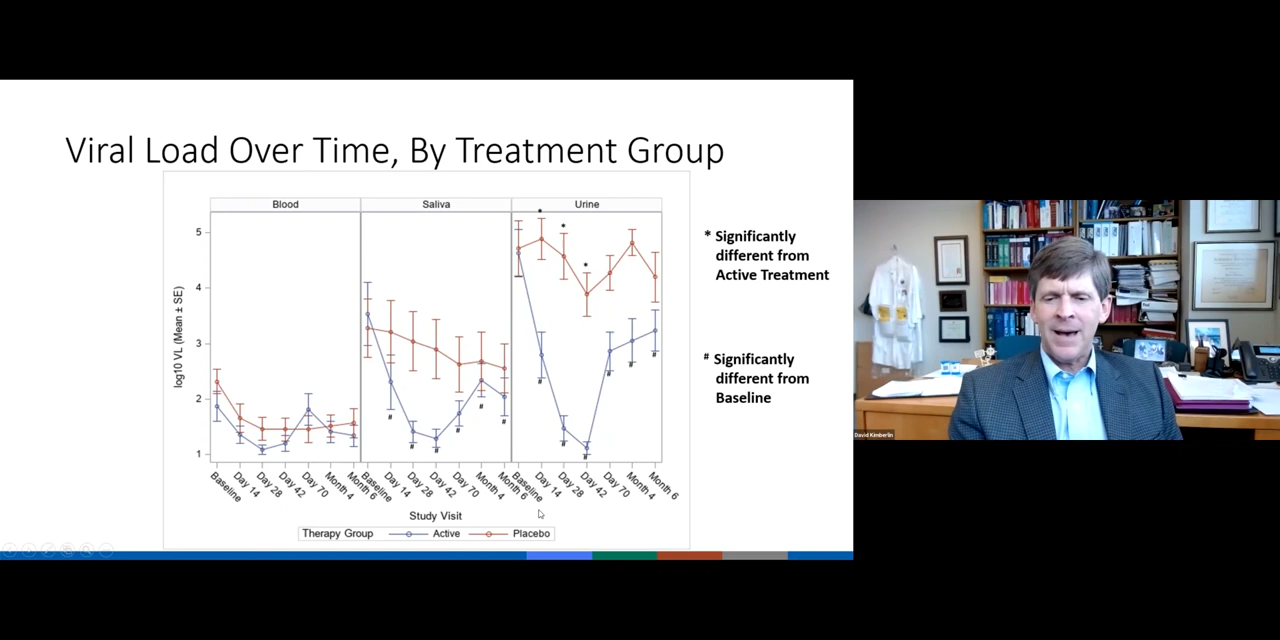 Viral Load Over Time, By Treatment Group
Blood
Saliva
Urine
5
4
3
2
1
log10 VL (Mean ± SE)
*
*
*
#
#
#
#
#
#
#
#
#
#
#
#
Baseline
Day 14
Day 28
Day 42
Day 70
Month 4
Month 6
Baseline
Day 14
Day 28
Day 42
Day 70
Month 4
Month 6
Baseline
Day 14
Day 28
Day 42
Day 70
Month 4
Month 6
Study Visit
Therapy Group
Active
Placebo
* Significantly
different from
Active Treatment
# Significantly
different from
Baseline
David Kimberlin